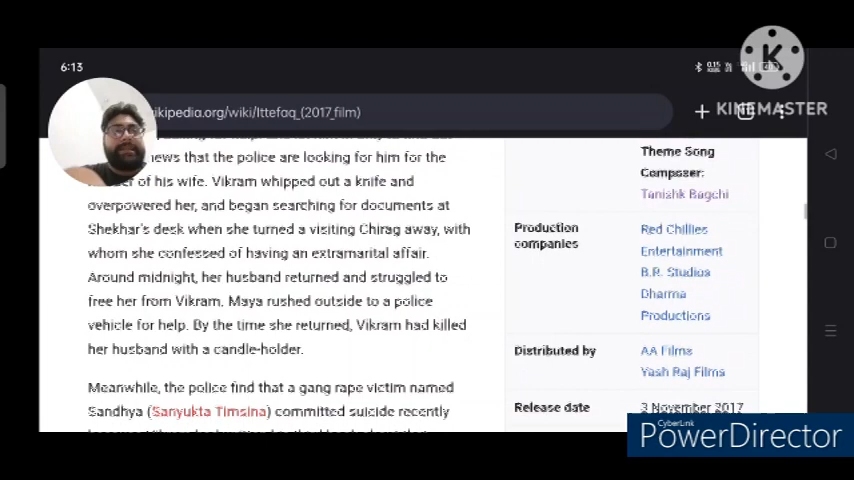 6:13
K
KINEMASTER
ikipedia.org/wiki/Ittefaq_(2017_film)
news that the police are looking for him for the
of his wife. Vikram whipped out a knife and
overpowered her, and began searching for documents at
Shekhar's desk when she turned a visiting Chirag away, with
whom she confessed of having an extramarital affair.
Around midnight, her husband returned and struggled to
free her from Vikram. Maya rushed outside to a police
vehicle for help. By the time she returned, Vikram had killed
her husband with a candle-holder.
Meanwhile, the police find that a gang rape victim named
Sandhya (Sanyukta Timsina) committed suicide recently
Theme Song
Composer:
Tanishk Bagchi
Production
companies
Red Chillies
Entertainment
B.R. Studios
Dharma
Productions
Distributed by
AA Films
Yash Raj Films
Release date
3 November 2017
CyberLink
PowerDirector